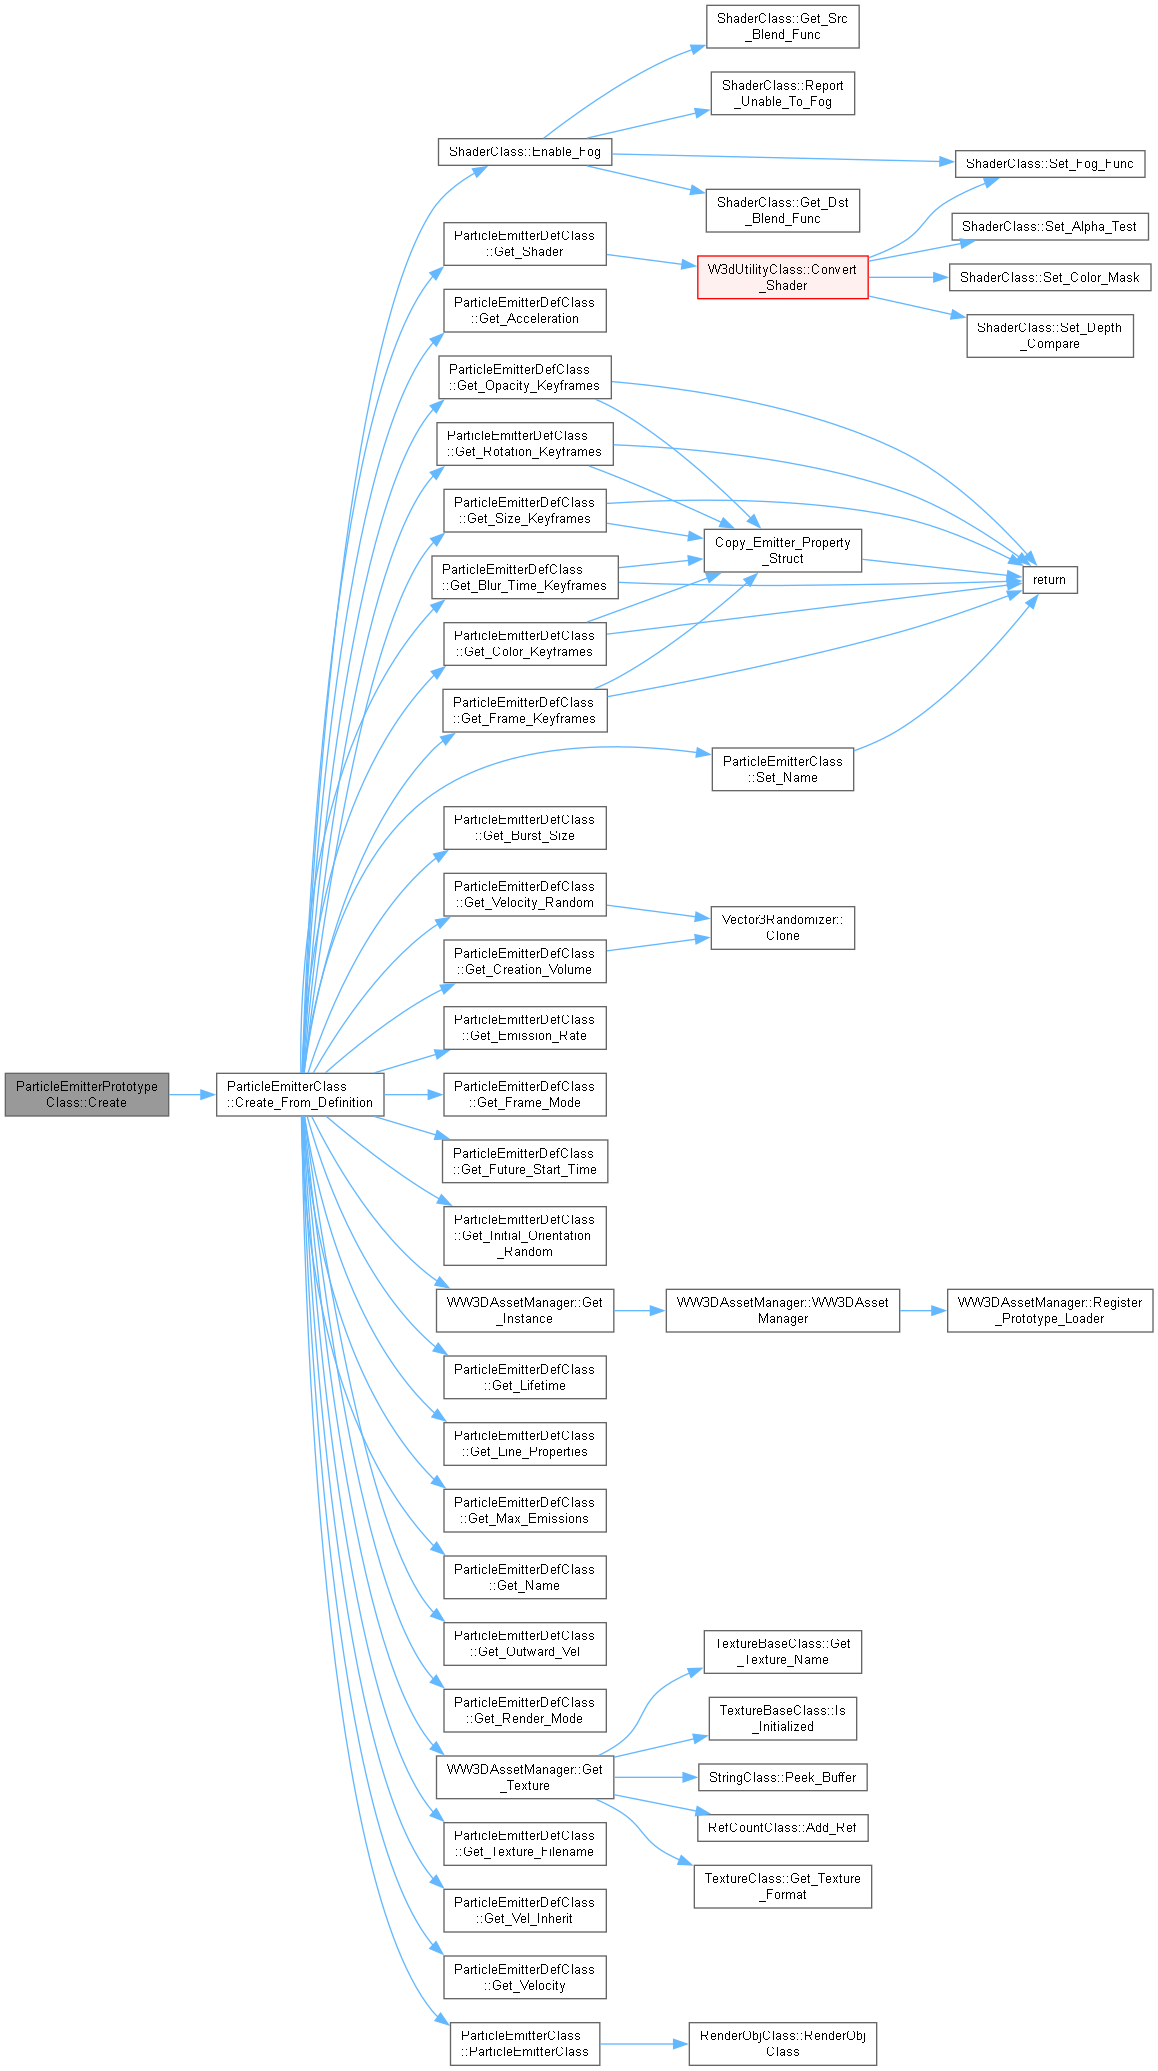 ShaderClass::Get_Src
_Blend_Func
ShaderClass::Report
_Unable_To_Fog
ShaderClass::Enable_Fog
ShaderClass::Set_Fog_Func
ShaderClass::Get_Dst
_Blend_Func
ShaderClass::Set_Alpha_Test
ParticleEmitterDefClass
::Get_Shader
W3dUtilityClass::Convert
_Shader
ShaderClass::Set_Color_Mask
ParticleEmitterDefClass
::Get_Acceleration
ShaderClass::Set_Depth
_Compare
ParticleEmitterDefClass
::Get_Opacity_Keyframes
ParticleEmitterDefClass
::Get_Rotation_Keyframes
ParticleEmitterDefClass
::Get_Size_Keyframes
Copy_Emitter_Property
_Struct
ParticleEmitterDefClass
::Get_Blur_Time_Keyframes
return
ParticleEmitterDefClass
::Get_Color_Keyframes
ParticleEmitterDefClass
::Get_Frame_Keyframes
ParticleEmitterClass
::Set_Name
ParticleEmitterDefClass
::Get_Burst_Size
ParticleEmitterDefClass
::Get_Velocity_Random
Vector3Randomizer::
Clone
ParticleEmitterDefClass
::Get_Creation_Volume
ParticleEmitterDefClass
::Get_Emission_Rate
ParticleEmitterPrototype
Class::Create
ParticleEmitterClass
::Create_From_Definition
ParticleEmitterDefClass
::Get_Frame_Mode
ParticleEmitterDefClass
::Get_Future_Start_Time
ParticleEmitterDefClass
::Get_Initial_Orientation
_Random
WW3DAssetManager::Get
_Instance
WW3DAssetManager::WW3DAsset
Manager
WW3DAssetManager::Register
_Prototype_Loader
ParticleEmitterDefClass
::Get_Lifetime
ParticleEmitterDefClass
::Get_Line_Properties
ParticleEmitterDefClass
::Get_Max_Emissions
ParticleEmitterDefClass
::Get_Name
ParticleEmitterDefClass
::Get_Outward_Vel
TextureBaseClass::Get
_Texture_Name
ParticleEmitterDefClass
::Get_Render_Mode
TextureBaseClass::Is
_Initialized
WW3DAssetManager::Get
_Texture
StringClass::Peek_Buffer
RefCountClass::Add_Ref
ParticleEmitterDefClass
::Get_Texture_Filename
TextureClass::Get_Texture
_Format
ParticleEmitterDefClass
::Get_Vel_Inherit
ParticleEmitterDefClass
::Get_Velocity
ParticleEmitterClass
::ParticleEmitterClass
RenderObjClass::RenderObj
Class